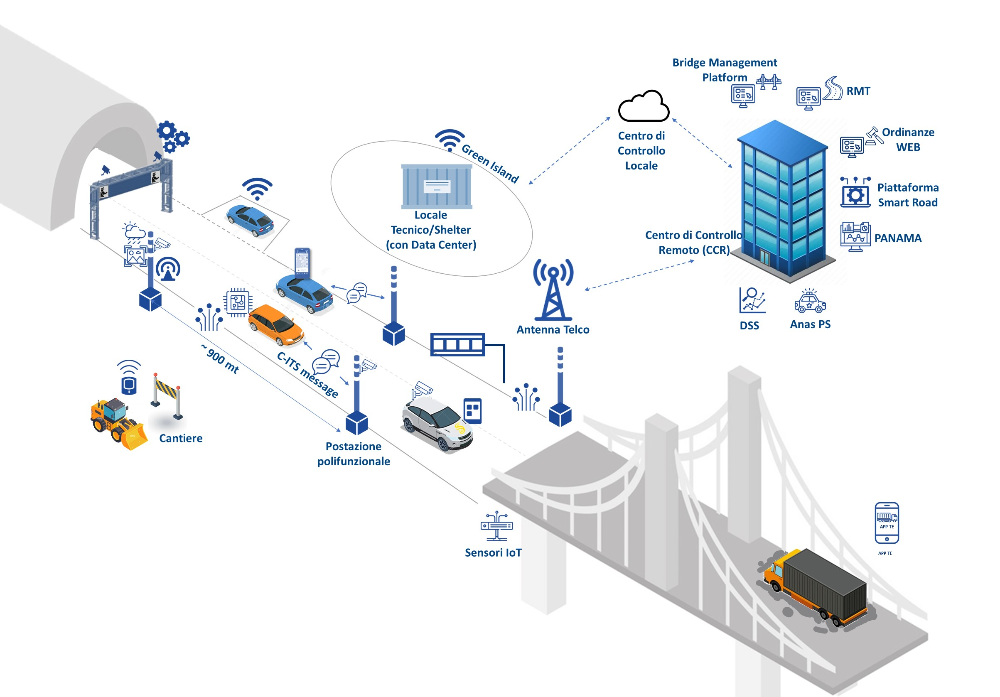 Bridge Management
Platform
RMT
Ordinanze
WEB
Centro di
Controllo
Locale
Green Island
Piattaforma
Smart Road
Locale
Tecnico/Shelter
(con Data Center)
Centro di Controllo
Remoto (CCR)
PANAMA
DSS
Anas PS
Antenna Telco
~ 900 mt
C-ITS message
Cantiere
Postazione
polifunzionale
Sensori IoT
APP TE
APP TE